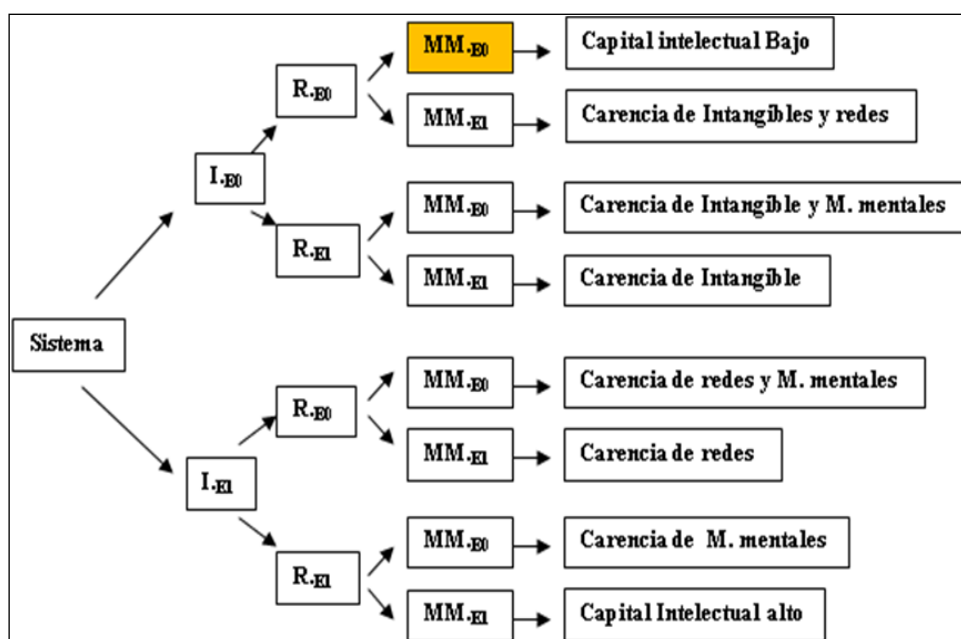 MM.E0
Capital intelectual Bajo
R.E0
MM.E1
Carencia de Intangibles y redes
I.E0
MM.E0
Carencia de Intangible y M. mentales
R.E1
MM.E1
Carencia de Intangible
Sistema
MM.E0
Carencia de redes y M. mentales
R.E0
MM.E1
Carencia de redes
I.E1
MM.E0
Carencia de M. mentales
R.E1
MM.E1
Capital Intelectual alto